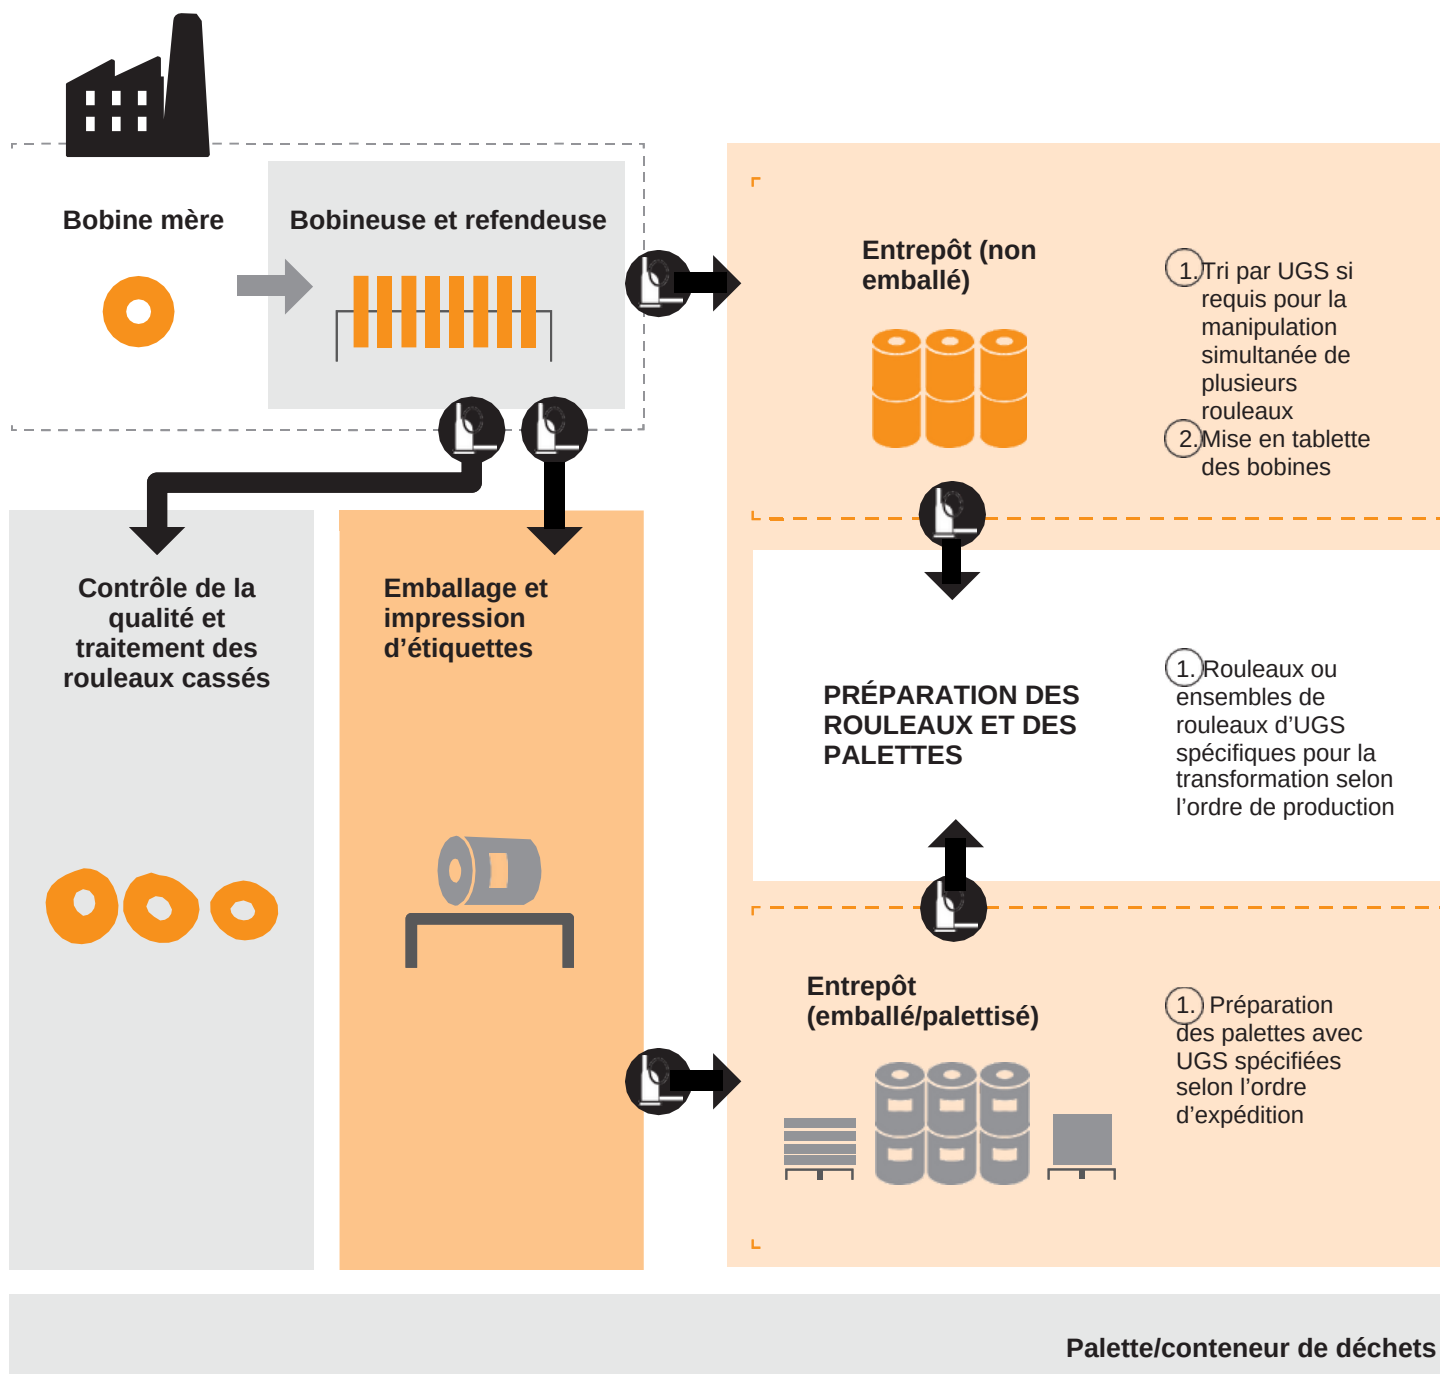 Bobine mère
Bobineuse et refendeuse
Entrepôt (non
emballé)
1. Tri par UGS si
requis pour la
manipulation
simultanée de
plusieurs
rouleaux
2. Mise en tablette
des bobines
Contrôle de la
qualité et
traitement des
rouleaux cassés
Emballage et
impression
d’étiquettes
PRÉPARATION DES
ROULEAUX ET DES
PALETTES
1. Rouleaux ou
ensembles de
rouleaux d’UGS
spécifiques pour la
transformation selon
l’ordre de production
Entrepôt
(emballé/palettisé)
1. Préparation
des palettes avec
UGS spécifiées
selon l’ordre
d’expédition
Palette/conteneur de déchets